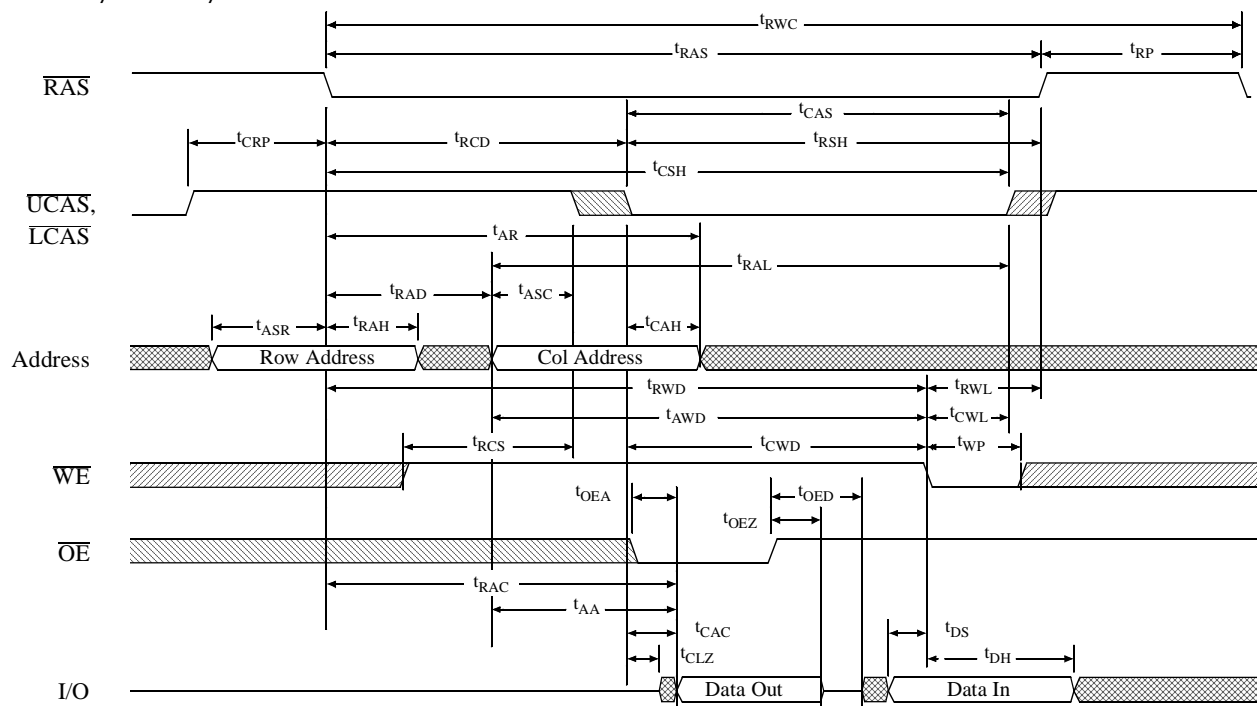 tRWC
tRAS tRP
RAS
tCAS
tCRP tRCD tRSH
tCSH
UCAS,
LCAS
tAR
tRAL
tRAD tASC
tASR tRAH tCAH
Address Row Address Col Address
tRWD tRWL
tAWD tCWL
tRCS tCWD tWP
WE
tOEA tOED
tOEZ
OE
tRAC
tAA
tCAC tDS
tCLZ tDH
I/O Data Out Data In